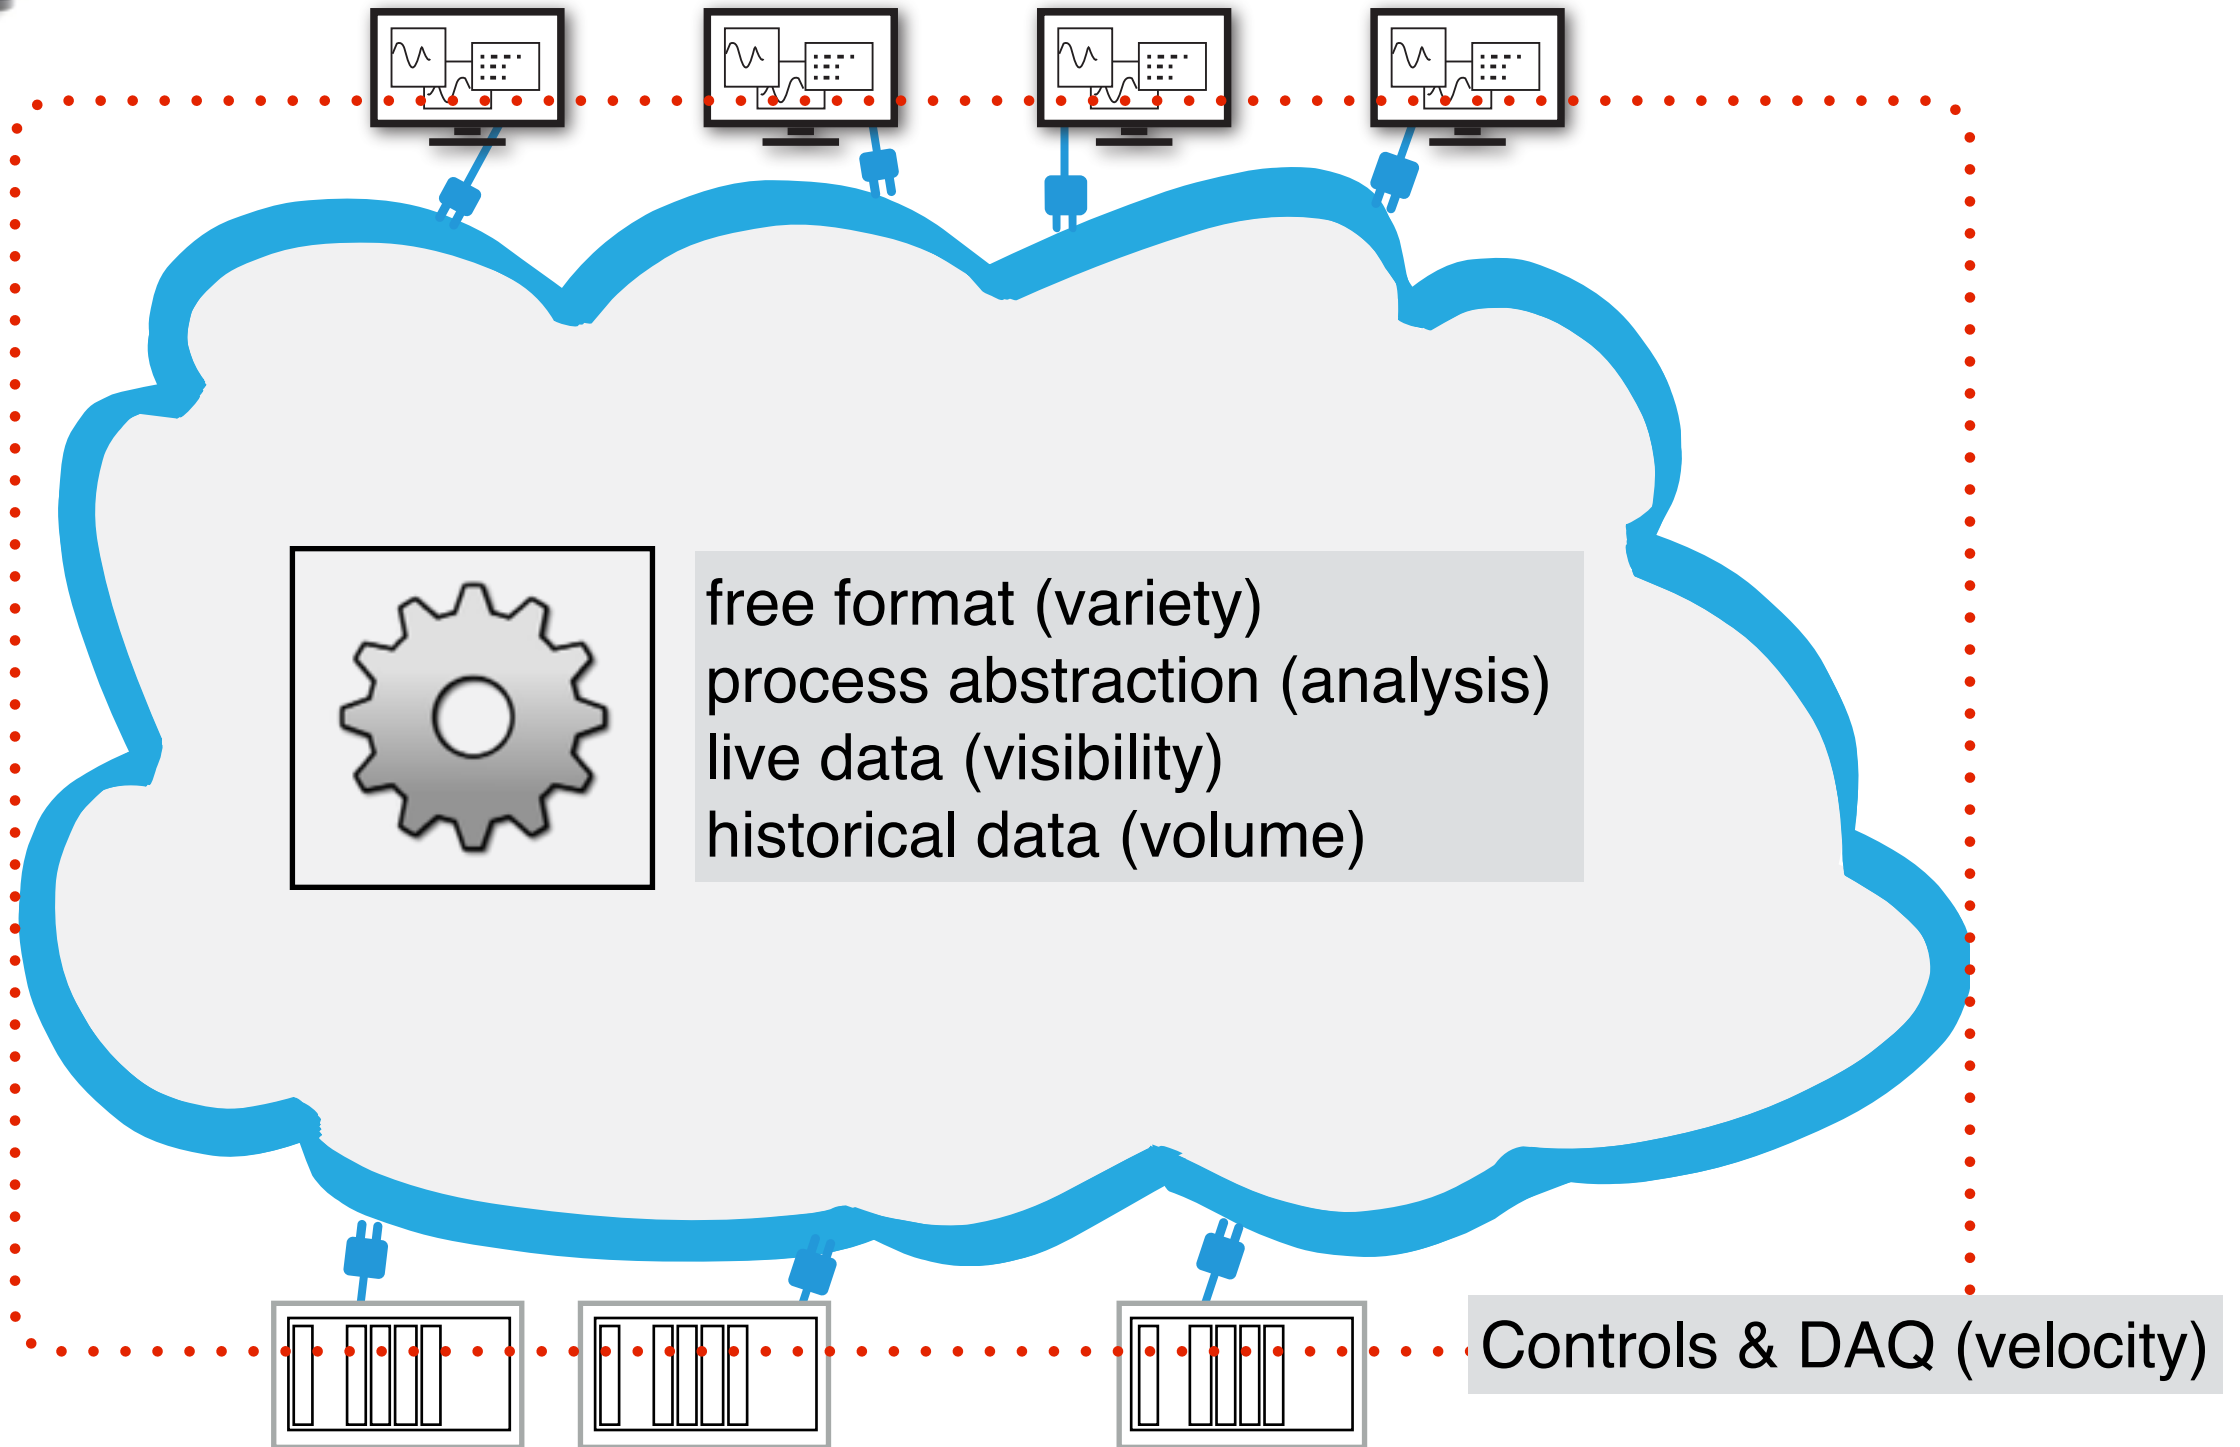 free format (variety)
process abstraction (analysis)
live data (visibility)
historical data (volume)
Controls & DAQ (velocity)